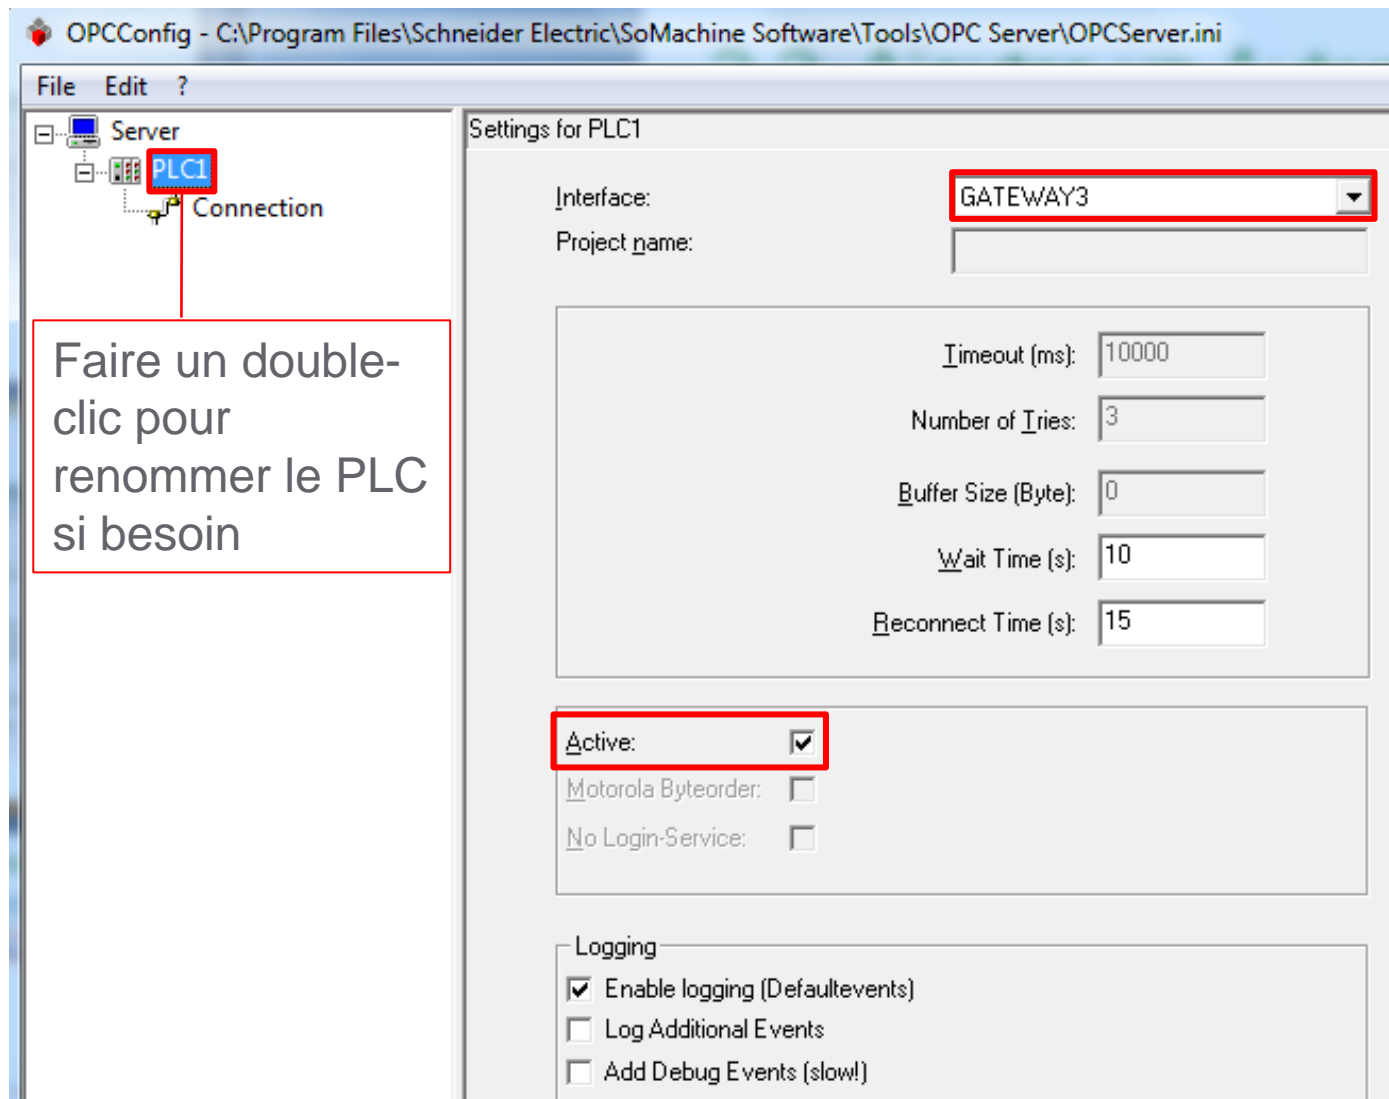 OPCConfig - C:\Program Files\Schneider Electric\SoMachine Software\Tools\OPC Server\OPCServer.ini
File Edit ?
Server
PLC1
Connection
Faire un double-
clic pour
renommer le PLC
si besoin
Settings for PLC1
Interface: GATEWAY3
Project name:
Timeout (ms): 10000
Number of Tries: 3
Buffer Size (Byte): 0
Wait Time (s): 10
Reconnect Time (s): 15
Active:
Motorola Byteorder:
No Login-Service:
Logging
Enable logging (Defaultevents)
Log Additional Events
Add Debug Events (slow!)